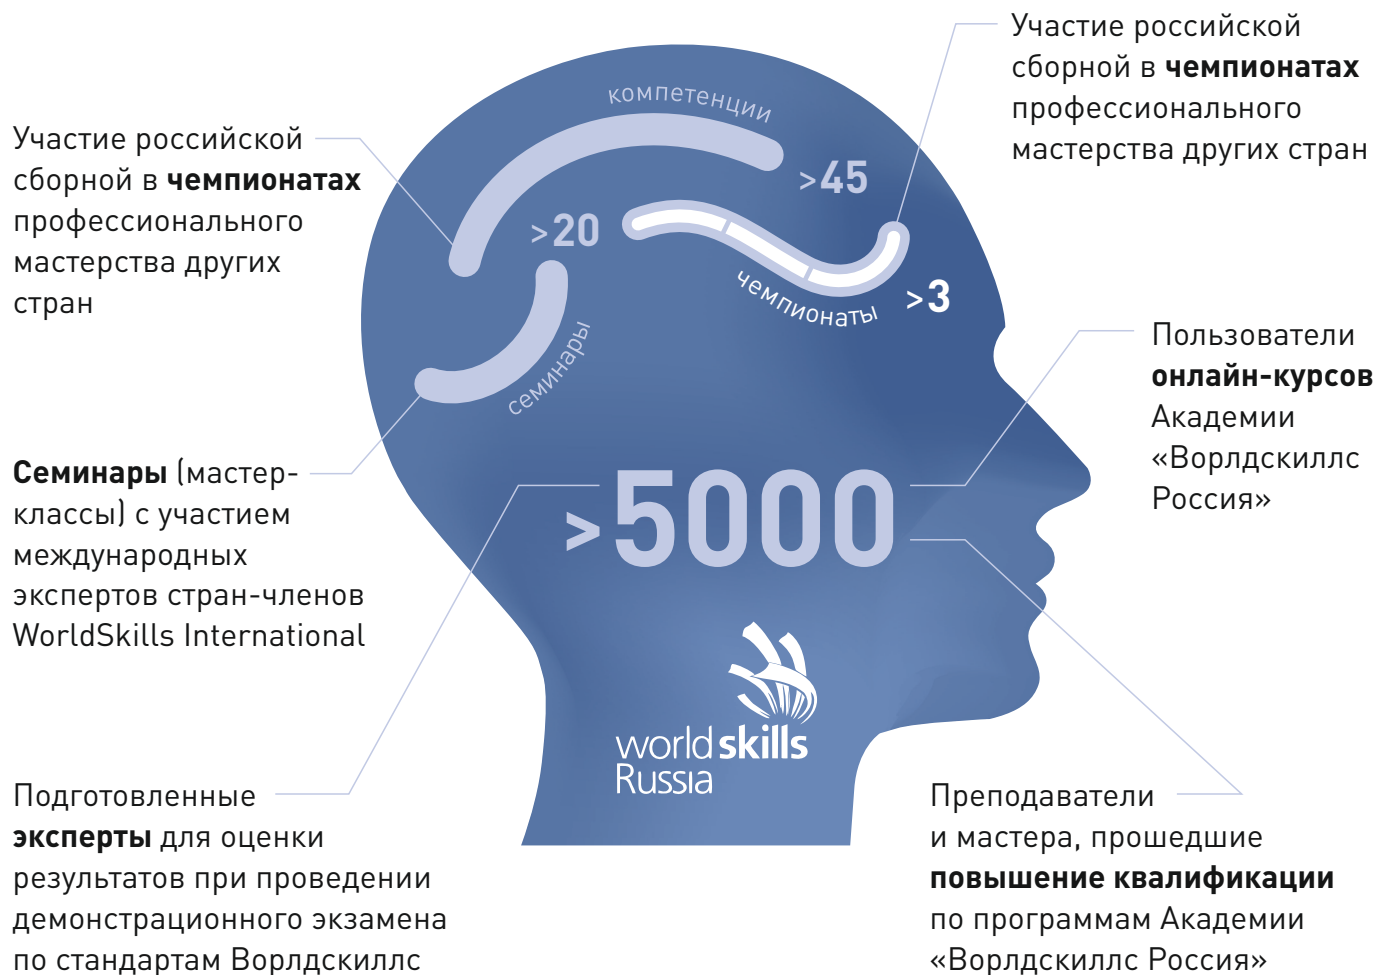 Участие российской
сборной в чемпионатах
профессионального
мастерства других
стран
Семинары (мастер-
классы) с участием
международных
экспертов стран-членов
WorldSkills International
Подготовленные
эксперты для оценки
результатов при проведении
демонстрационного экзамена
по стандартам Ворлдскиллс
компетенции
>45
>20
чемпионаты
>3
семинары
>5000
world skills
Russia
Участие российской
сборной в чемпионатах
профессионального
мастерства других стран
Пользователи
онлайн-курсов
Академии
«Ворлдскиллс
Россия»
Преподаватели
и мастера, прошедшие
повышение квалификации
по программам Академии
«Ворлдскиллс Россия»